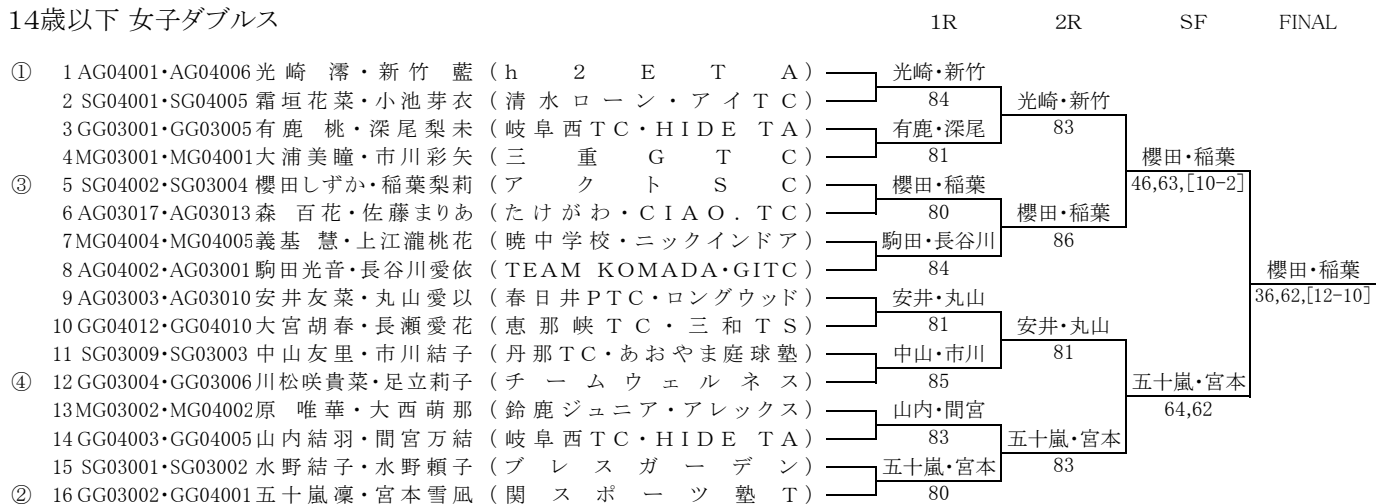 14歳以下 女子ダブルス 1R 2R SF FINAL
① 1 AG04001・AG04006 光崎 澪・新竹 藍 (h2ETA) 光崎・新竹
2 SG04001・SG04005 霜垣花菜・小池芽衣 (清水ローン・アイTC) 84 光崎・新竹
3 GG03001・GG03005 有鹿 桃・深尾梨未 (岐阜西TC・HIDE TA) 有鹿・深尾 83
4 MG03001・MG04001 大浦美瞳・市川彩矢 (三重GTC) 81 櫻田・稲葉
③ 5 SG04002・SG03004 櫻田しずか・稲葉梨莉 (アクトSC) 櫻田・稲葉 46,63,[10-2]
6 AG03017・AG03013 森 百花・佐藤まりあ (たけがわ・CIAO.TC) 80 櫻田・稲葉
7 MG04004・MG04005 義基 慧・上江瀧桃花 (暁中学校・ニックインドア) 駒田・長谷川 86
8 AG04002・AG03001 駒田光音・長谷川愛依 (TEAM KOMADA・GITC) 84 櫻田・稲葉
9 AG03003・AG03010 安井友菜・丸山愛以 (春日井PTC・ロングウッド) 安井・丸山 36,62,[12-10]
10 GG04012・GG04010 大宮胡春・長瀬愛花 (恵那峡TC・三和TS) 81 安井・丸山
11 SG03009・SG03003 中山友里・市川結子 (丹那TC・あおやま庭球塾) 中山・市川 81
④ 12 GG03004・GG03006 川松咲貴菜・足立莉子 (チームウェルネス) 85 五十嵐・宮本
13 MG03002・MG04002 原 唯華・大西萌那 (鈴鹿ジュニア・アレックス) 山内・間宮 64,62
14 GG04003・GG04005 山内結羽・間宮万結 (岐阜西TC・HIDE TA) 83 五十嵐・宮本
15 SG03001・SG03002 水野結子・水野頼子 (ブレスガーデン) 五十嵐・宮本 83
② 16 GG03002・GG04001 五十嵐凜・宮本雪凪 (関スポーツ塾T) 80